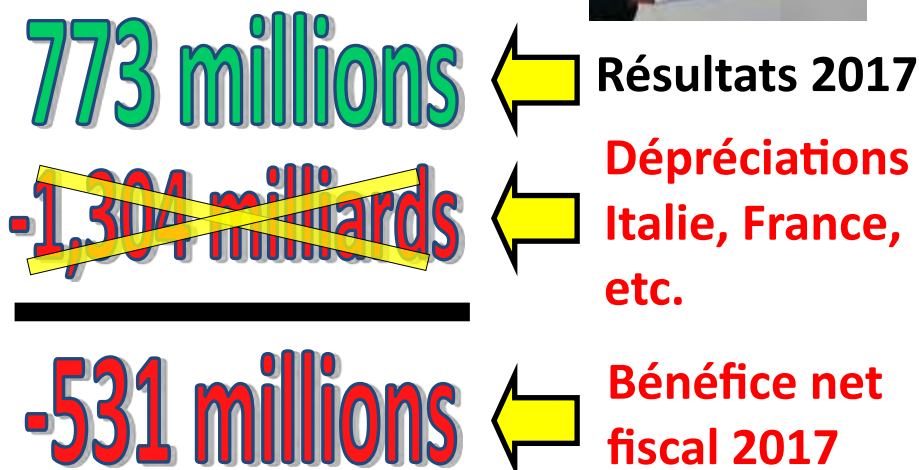 773 millions
Résultats 2017
-1,304 milliards
Dépréciations
Italie, France,
etc.
-531 millions
Bénéfice net
fiscal 2017